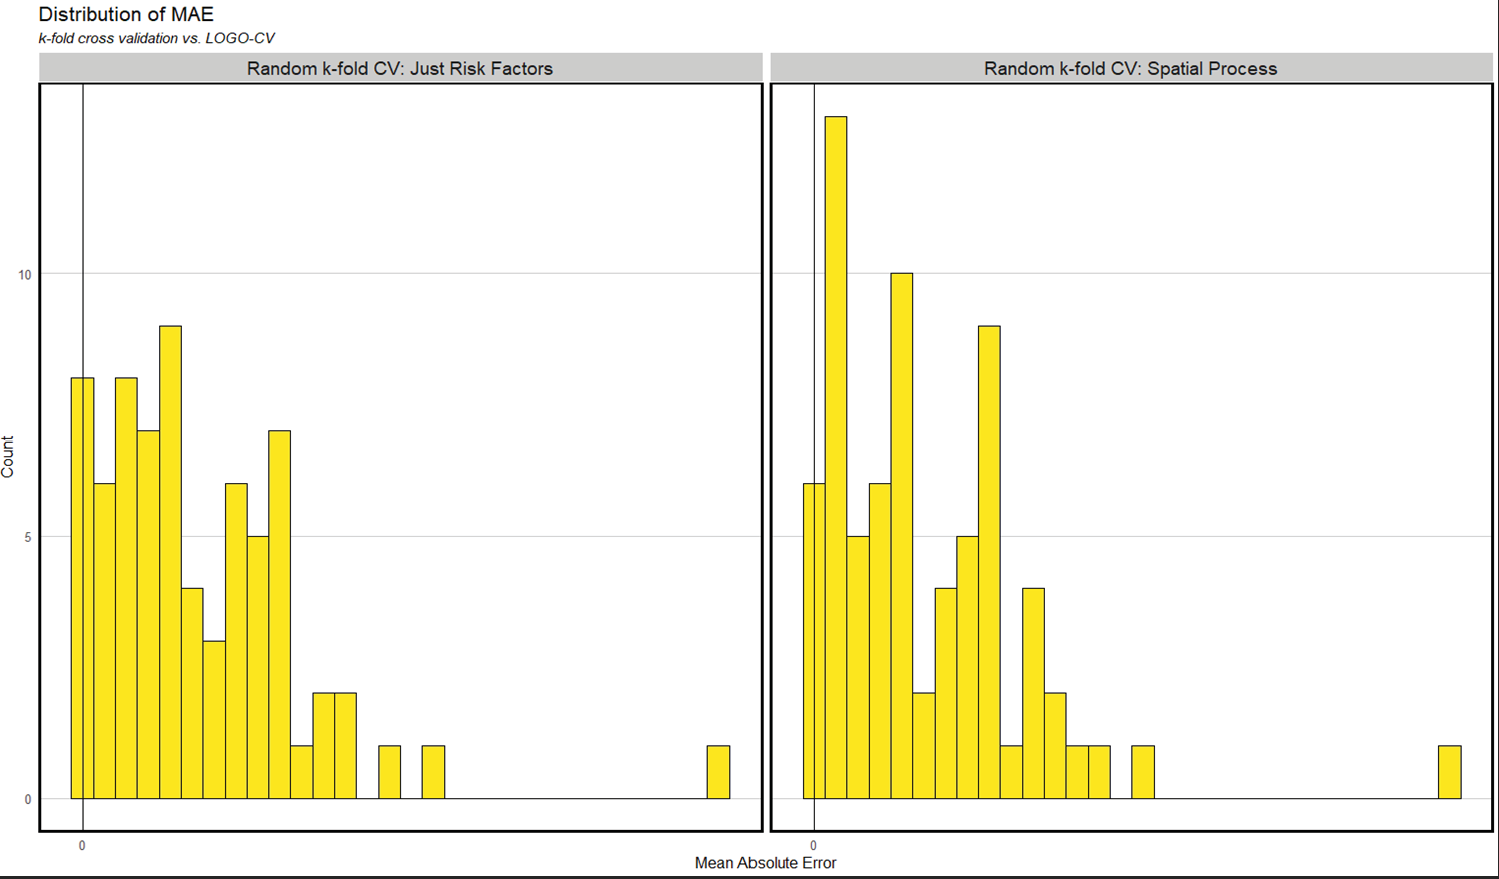 Distribution of MAE
k-fold cross validation vs. LOGO-CV
Random k-fold CV: Just Risk Factors
Random k-fold CV: Spatial Process
Count
10
5
0
0
0
Mean Absolute Error